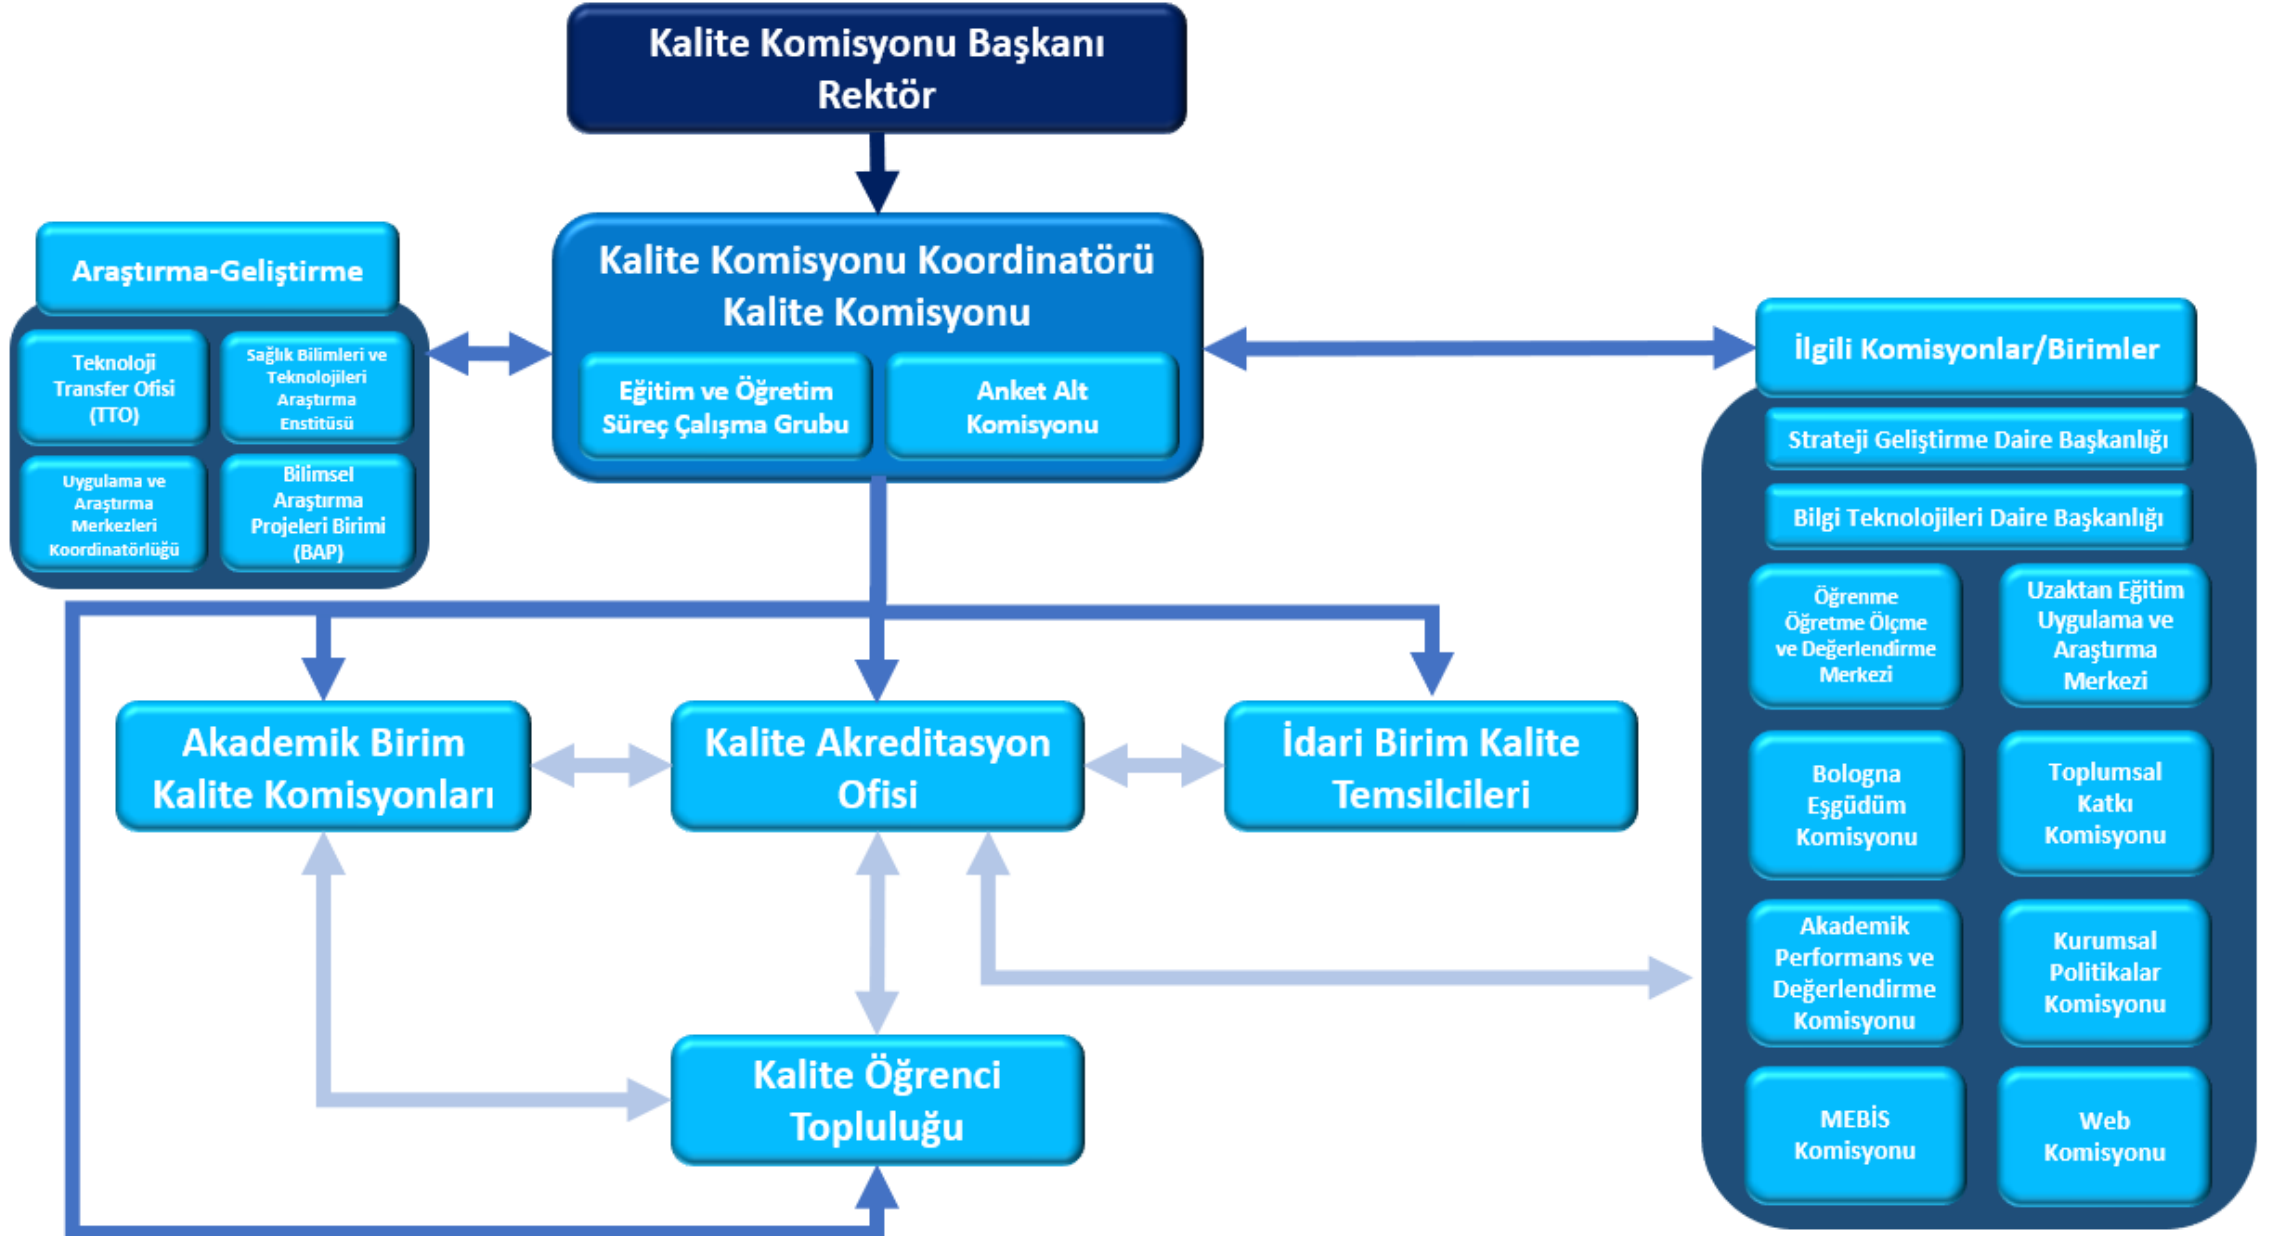 Kalite Komisyonu Başkanı
Rektör
Araştırma-Geliştirme
Teknoloji
Transfer Ofisi
(TTO)
Sağlık Bilimleri ve
Teknolojileri
Araştırma
Enstitüsü
Uygulama ve
Araştırma
Merkezleri
Koordinatörlüğü
Bilimsel
Araştırma
Projeleri Birimi
(BAP)
Kalite Komisyonu Koordinatörü
Kalite Komisyonu
Eğitim ve Öğretim
Süreç Çalışma Grubu
Anket Alt
Komisyonu
İlgili Komisyonlar/Birimler
Strateji Geliştirme Daire Başkanlığı
Bilgi Teknolojileri Daire Başkanlığı
Öğrenme
Öğretme Ölçme
ve Değerlendirme
Merkezi
Uzaktan Eğitim
Uygulama ve
Araştırma
Merkezi
Bologna
Eşgüdüm
Komisyonu
Toplumsal
Katkı
Komisyonu
Akademik
Performans ve
Değerlendirme
Komisyonu
Kurumsal
Politikalar
Komisyonu
MEBİS
Komisyonu
Web
Komisyonu
Akademik Birim
Kalite Komisyonları
Kalite Akreditasyon
Ofisi
İdari Birim Kalite
Temsilcileri
Kalite Öğrenci
Topluluğu